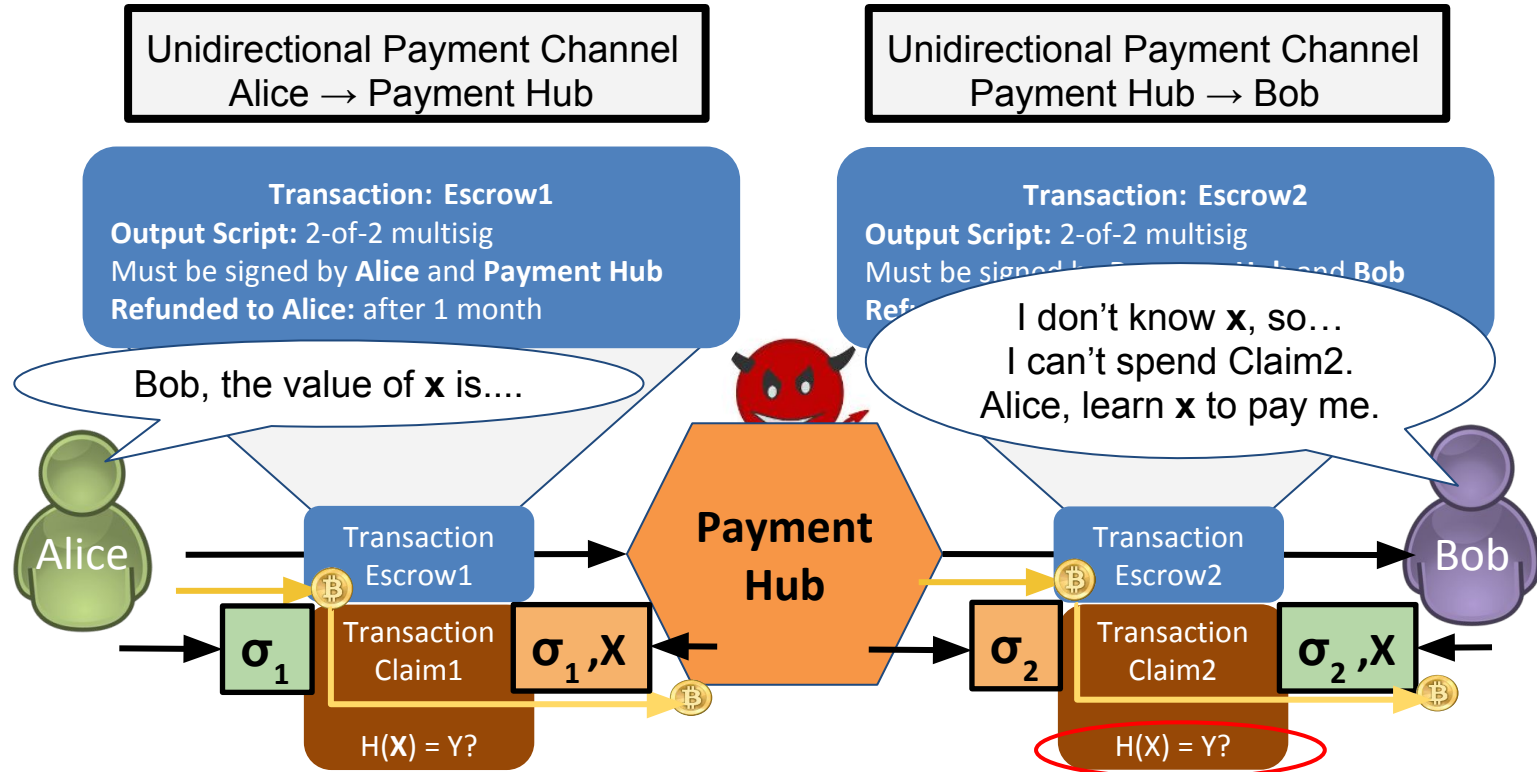 Unidirectional Payment Channel
Alice → Payment Hub
Unidirectional Payment Channel
Payment Hub → Bob
Transaction: Escrow1
Output Script: 2-of-2 multisig
Must be signed by Alice and Payment Hub
Refunded to Alice: after 1 month
Transaction: Escrow2
Output Script: 2-of-2 multisig
Must be signed and Bob
Bob, the value of x is....
I don’t know x, so…
I can’t spend Claim2.
Alice, learn x to pay me.
Alice
Transaction
Escrow1
Payment
Hub
Transaction
Escrow2
Bob
σ₁
Transaction
Claim1
σ₁,X
σ₂
Transaction
Claim2
σ₂,X
H(X) = Y?
H(X) = Y?